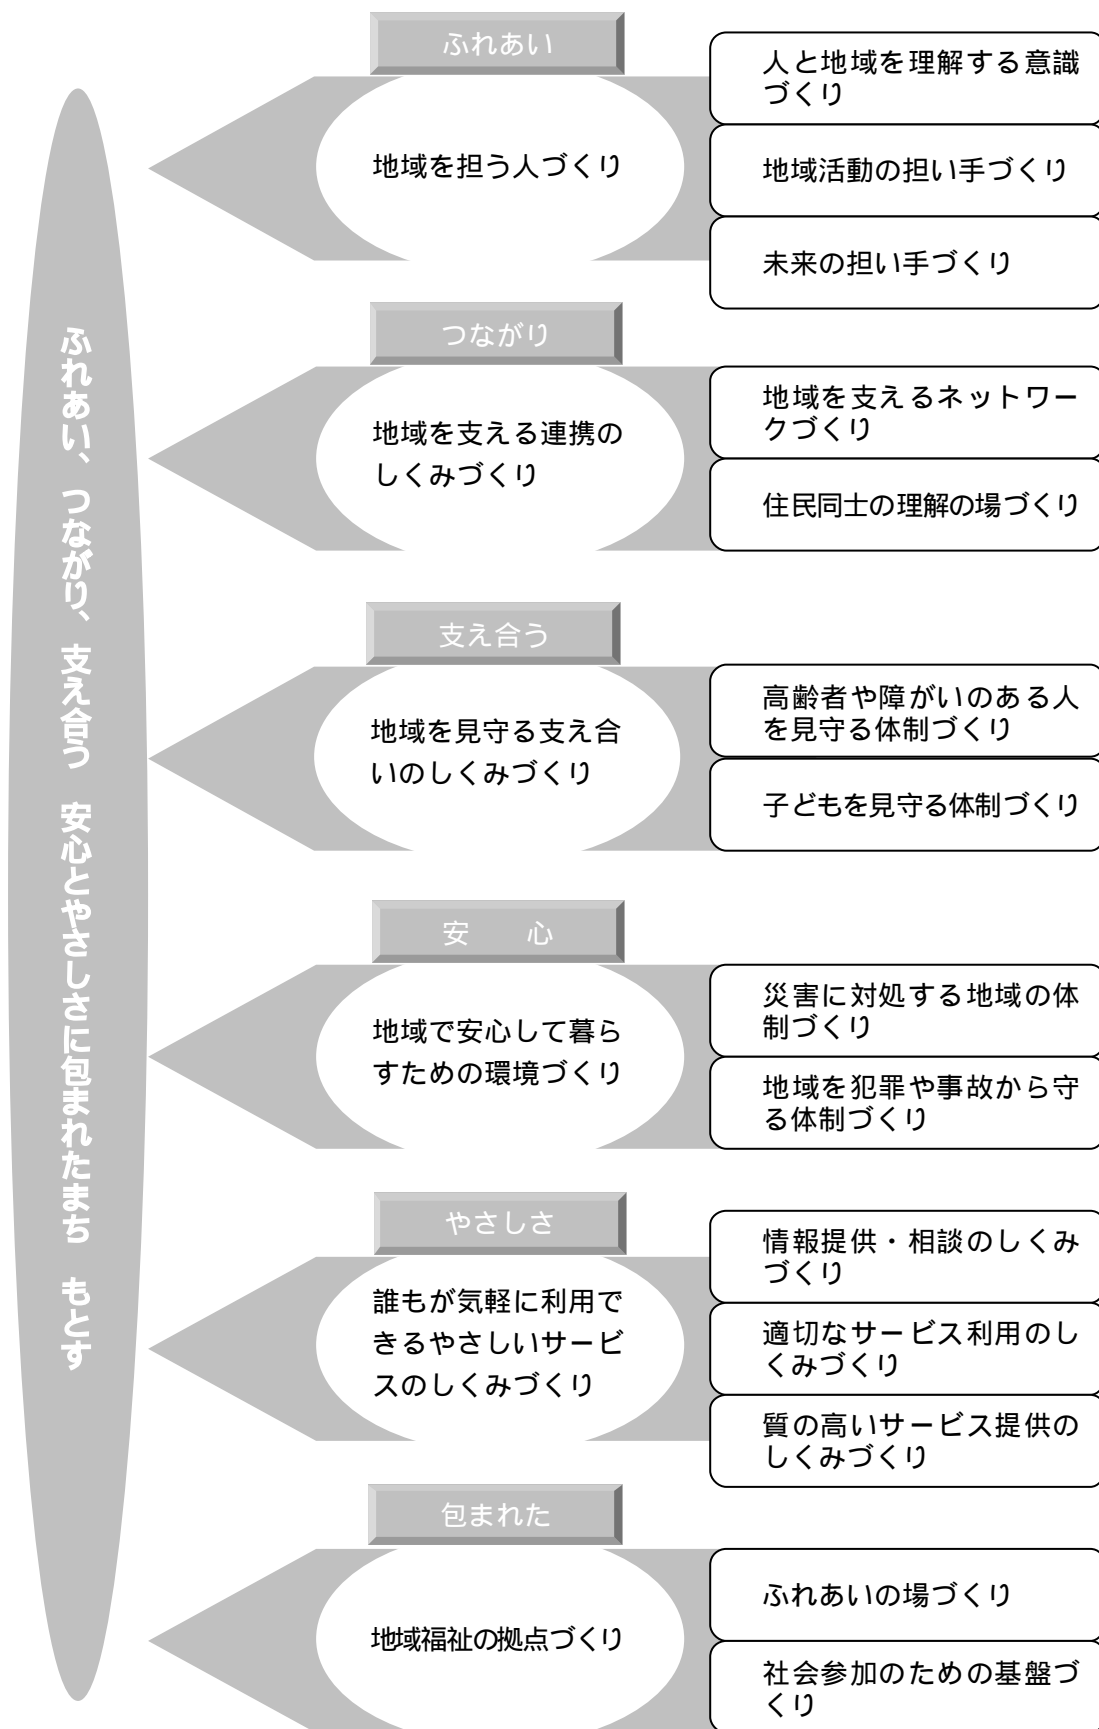 ふれあい、つながり、支え合う　安心とやさしさに包まれたまち　もとす
ふれあい
地域を担う人づくり
人と地域を理解する意識
づくり
地域活動の担い手づくり
未来の担い手づくり
つながり
地域を支える連携の
しくみづくり
地域を支えるネットワー
クづくり
住民同士の理解の場づくり
支え合う
地域を見守る支え合
いのしくみづくり
高齢者や障がいのある人
を見守る体制づくり
子どもを見守る体制づくり
安　　心
地域で安心して暮ら
すための環境づくり
災害に対処する地域の体
制づくり
地域を犯罪や事故から守
る体制づくり
やさしさ
誰もが気軽に利用で
きるやさしいサービ
スのしくみづくり
情報提供・相談のしくみ
づくり
適切なサービス利用のし
くみづくり
質の高いサービス提供の
しくみづくり
包まれた
地域福祉の拠点づくり
ふれあいの場づくり
社会参加のための基盤づ
くり